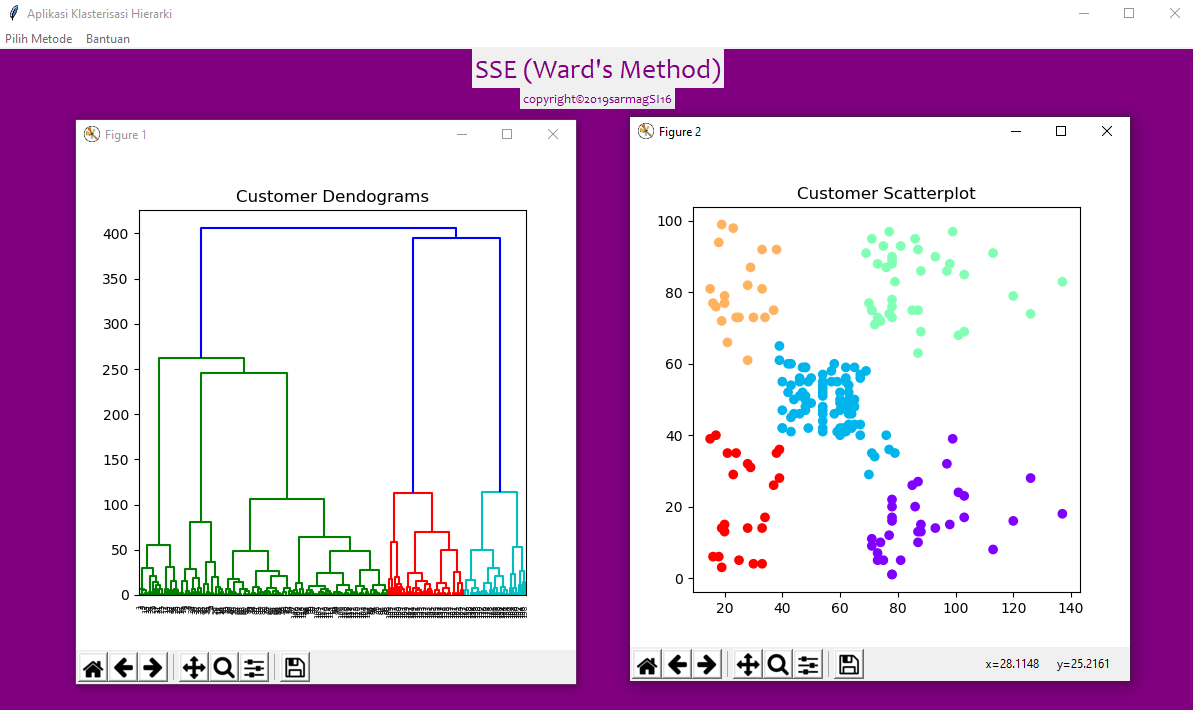 Aplikasi Klasterisasi Hierarki
Pilih Metode Bantuan
SSE (Ward's Method)
copyright©2019sarmagSI16
Figure 1
Customer Dendograms
400
350
300
250
200
150
100
50
0
Figure 2
Customer Scatterplot
100
80
60
40
20
0
20 40 60 80 100 120 140
x=28.1148 y=25.2161